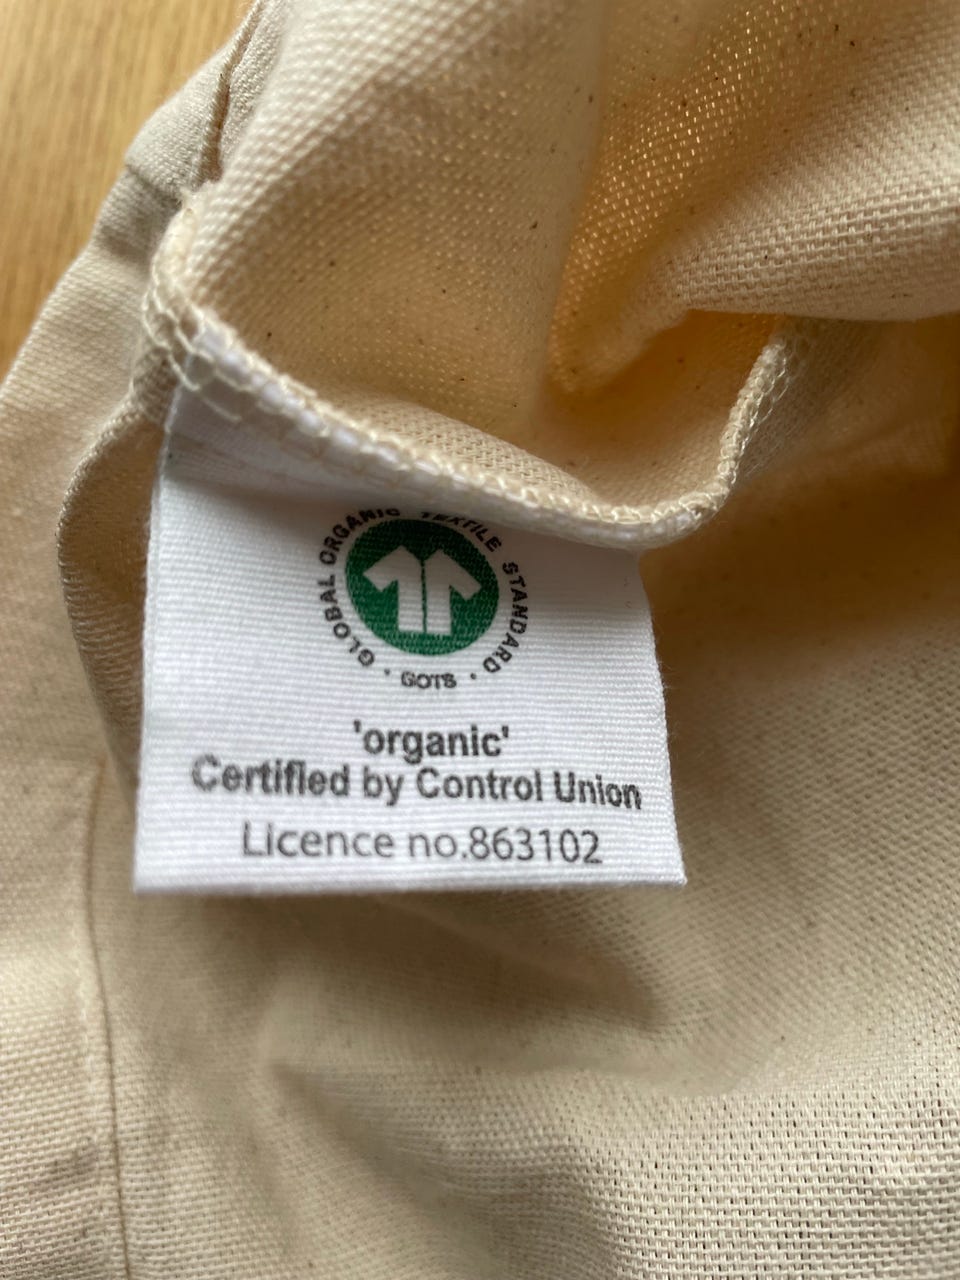 GLOBAL ORGANIC TEXTILE STANDARD
· GOTS ·
'organic'
Certified by Control Union
Licence no.863102